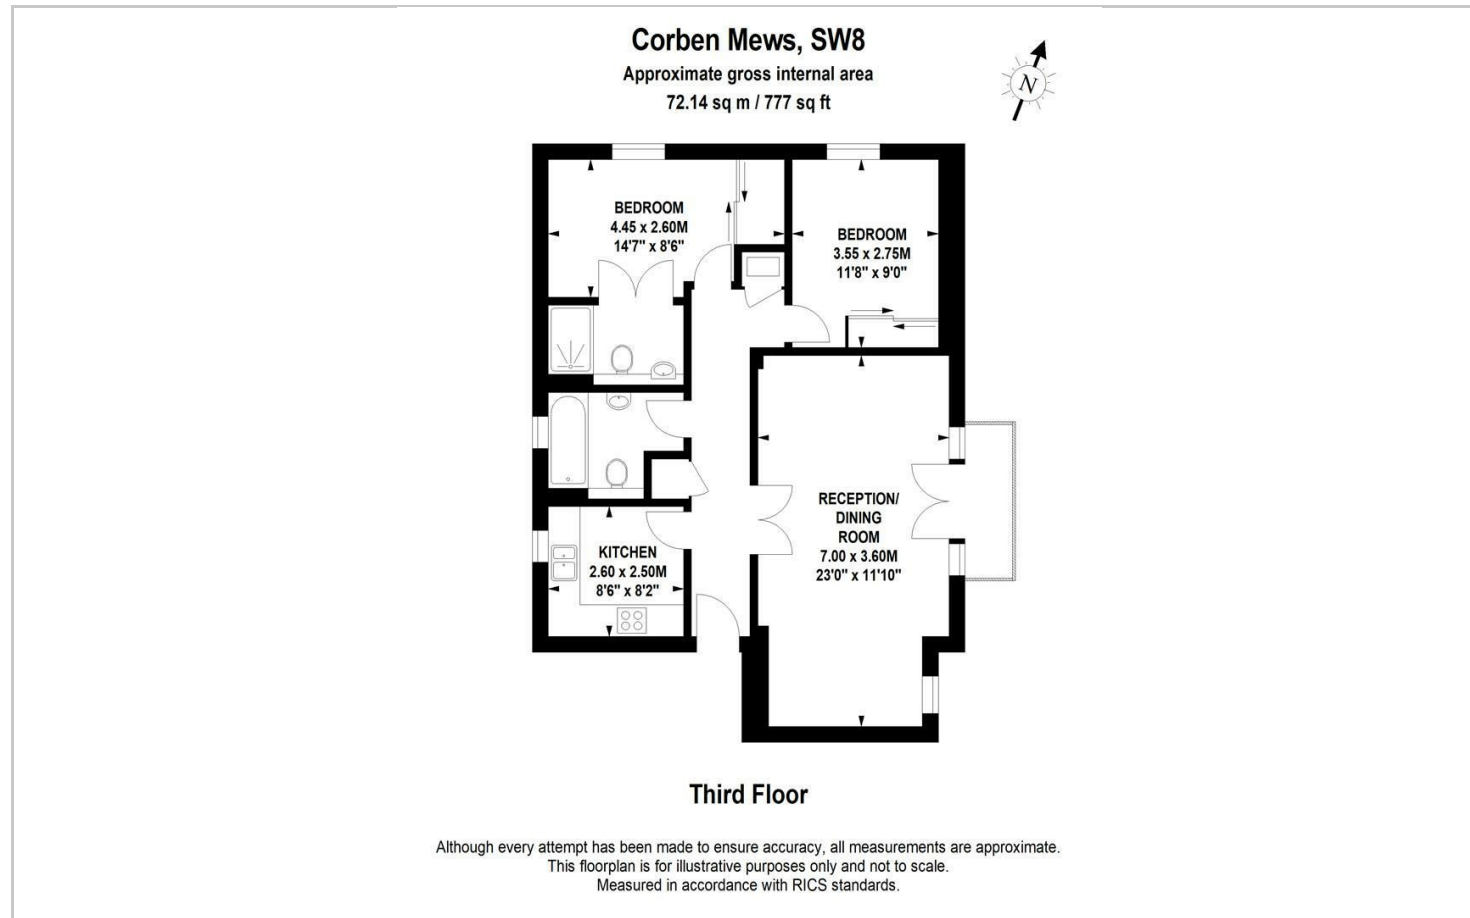 Corben Mews, SW8
Approximate gross internal area
72.14 sq m / 777 sq ft
N
BEDROOM
4.45 x 2.60M
14'7" x 8'6"
BEDROOM
3.55 x 2.75M
11'8" x 9'0"
RECEPTION/
DINING
ROOM
7.00 x 3.60M
23'0" x 11'10"
KITCHEN
2.60 x 2.50M
8'6" x 8'2"
Third Floor
Although every attempt has been made to ensure accuracy, all measurements are approximate.
This floorplan is for illustrative purposes only and not to scale.
Measured in accordance with RICS standards.